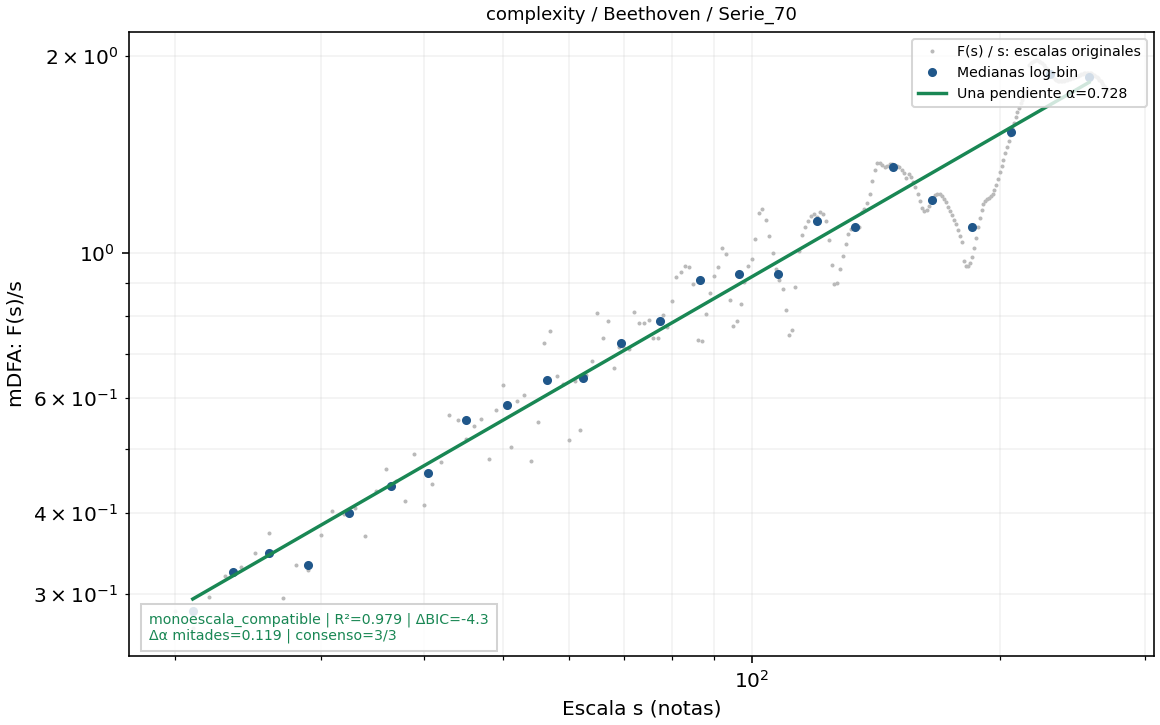 complexity / Beethoven / Serie_70
F(s) / s: escalas originales
Medianas log-bin
Una pendiente α=0.728
mDFA: F(s)/s
2 × 10⁰
10⁰
6 × 10⁻¹
4 × 10⁻¹
3 × 10⁻¹
monoescala_compatible | R²=0.979 | ΔBIC=-4.3
Δα mitades=0.119 | consenso=3/3
10²
Escala s (notas)